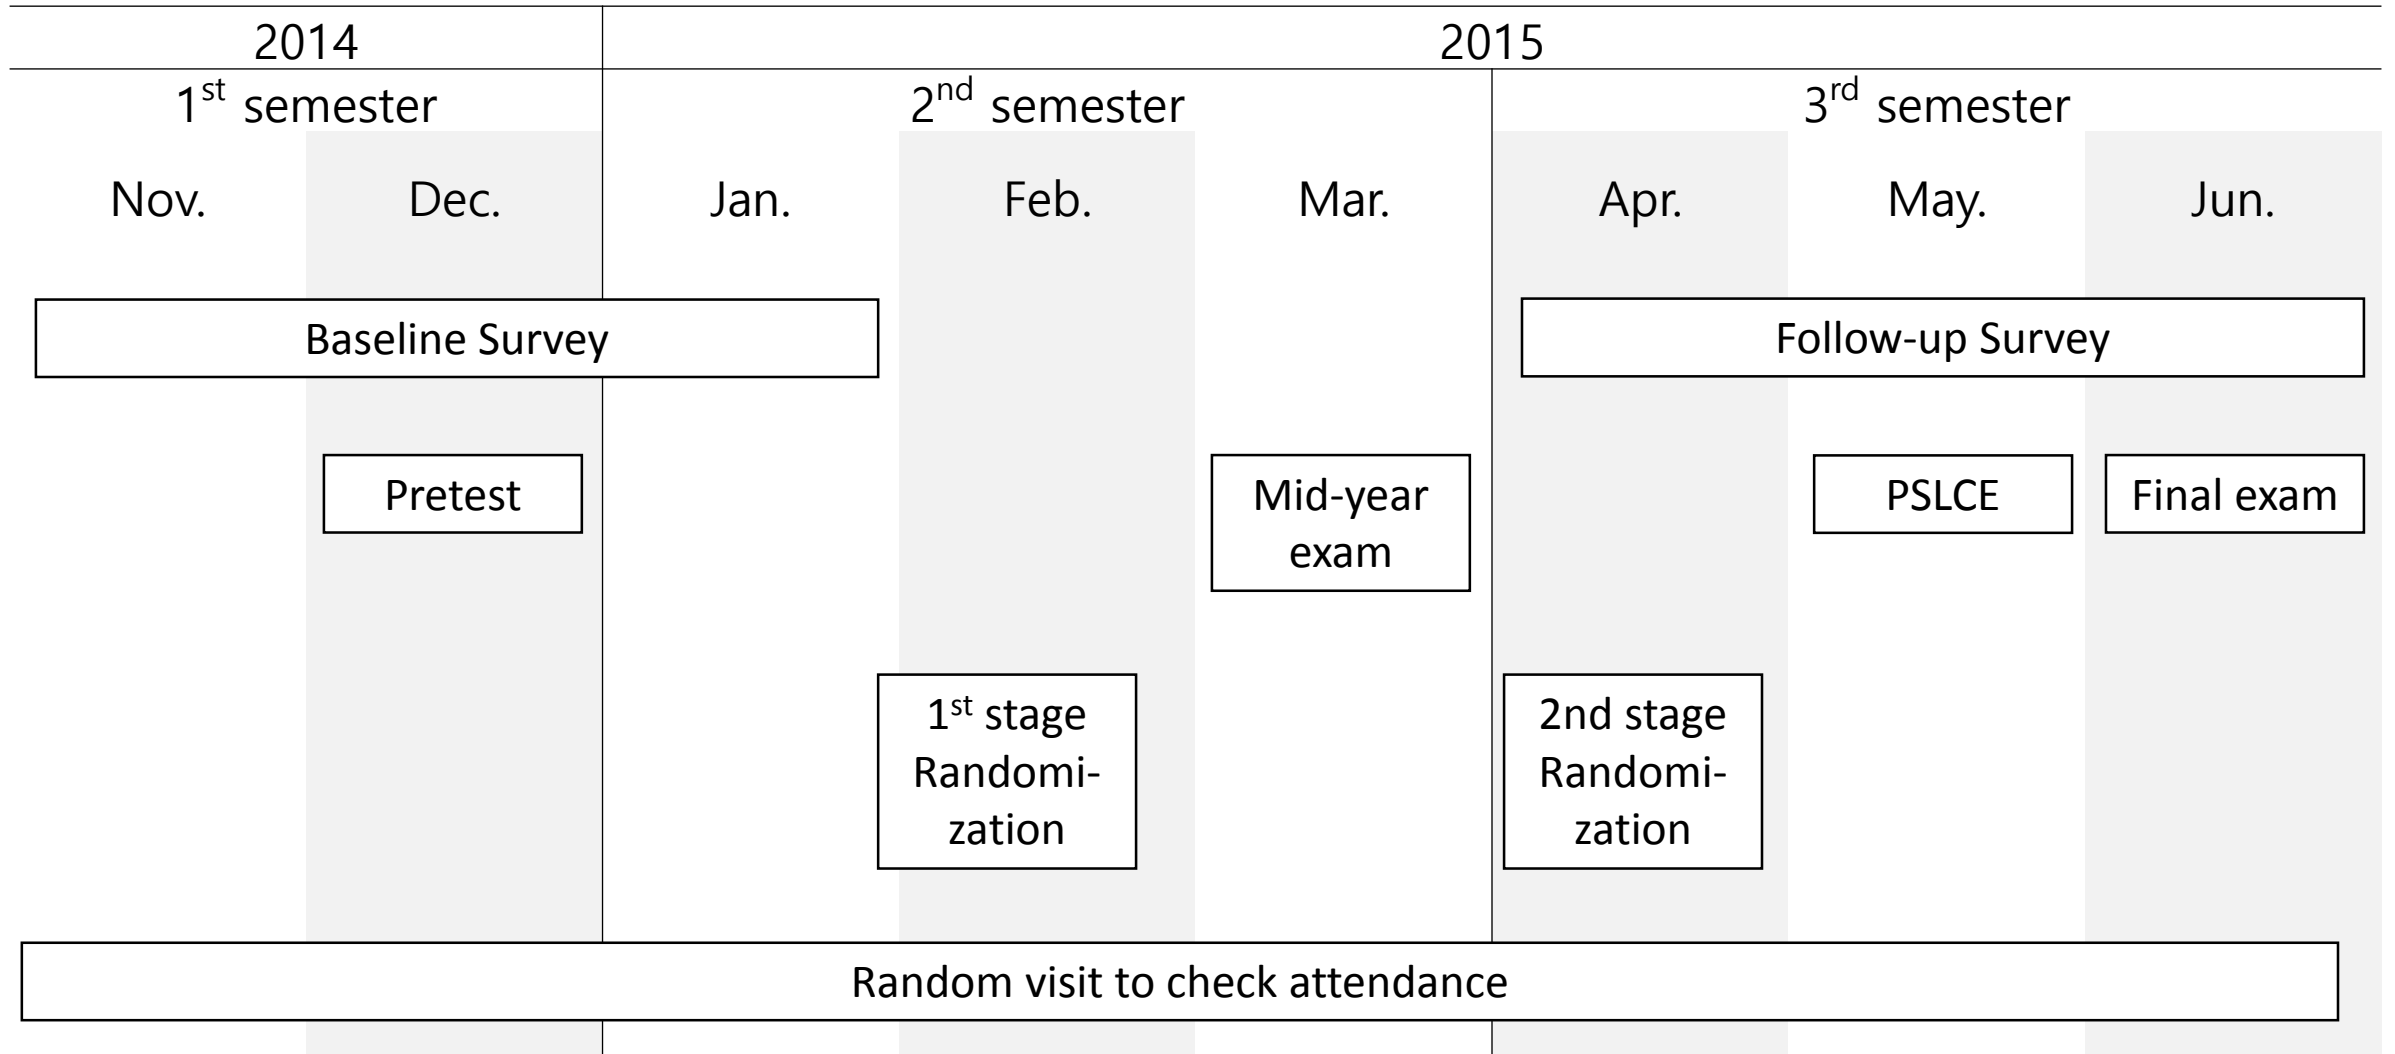 2014 2015
1st semester 2nd semester 3rd semester
Nov. Dec. Jan. Feb. Mar. Apr. May. Jun.
Baseline Survey Follow-up Survey
Pretest
Mid-year
exam
PSLCE
Final exam
1st stage
Randomi-
zation
2nd stage
Randomi-
zation
Random visit to check attendance